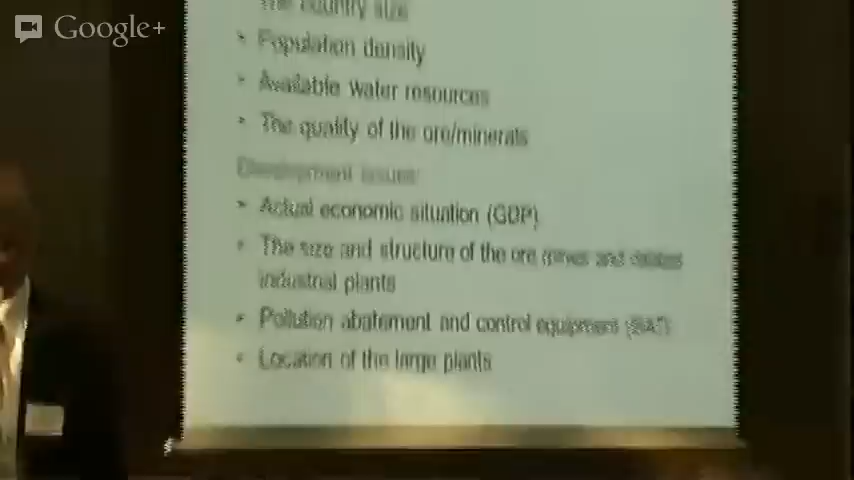 Google+
The country size
Population density
Available water resources
The quality of the ore/minerals
Development issues
Actual economic situation (GDP)
The size and structure of the ore mines and related
industrial plants
Pollution abatement and control equipment (BAT)
Location of the large plants